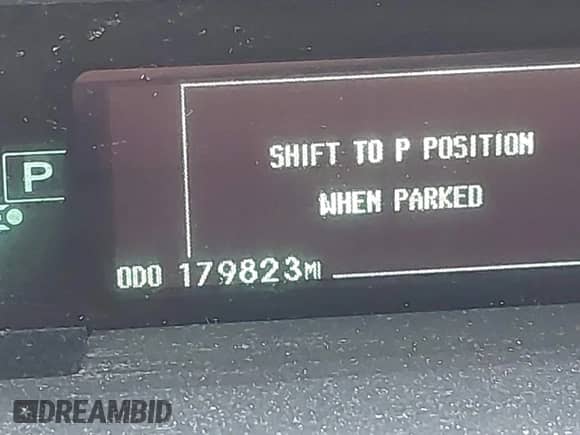 SHIFT TO P POSITION
WHEN PARKED
P
ODO 179823MI
DREAMBID